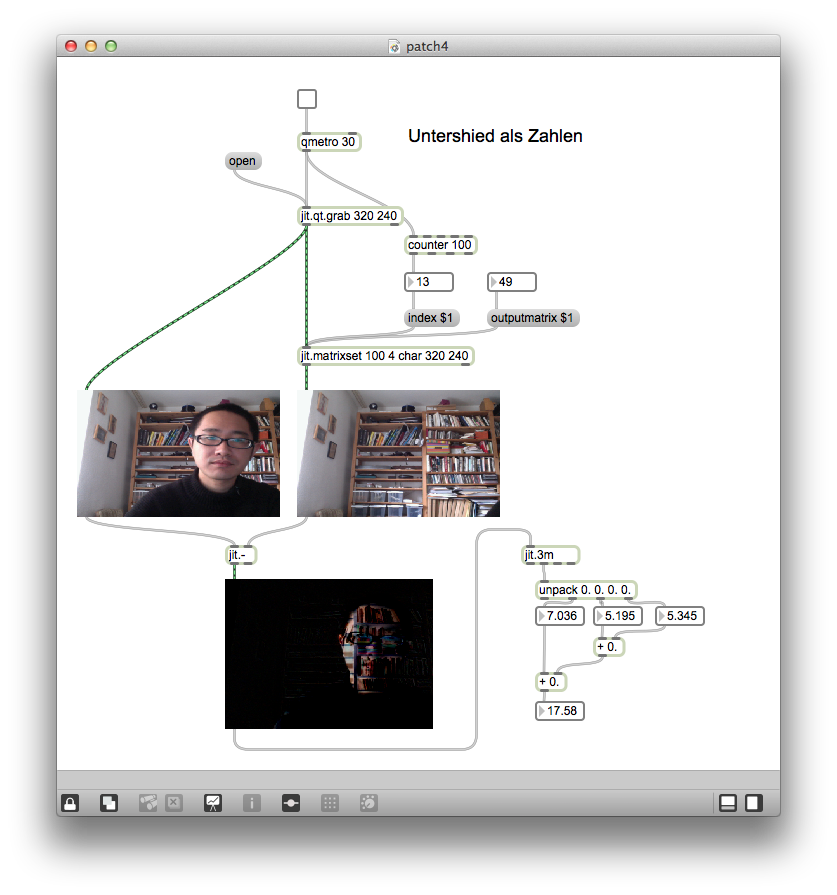 patch4
qmetro 30
Untershied als Zahlen
open
jit.qt.grab 320 240
counter 100
13
49
index $1
outputmatrix $1
jit.matrixset 100 4 char 320 240
jit.-
jit.3m
unpack 0. 0. 0. 0.
7.036
5.195
5.345
+ 0.
+ 0.
17.58